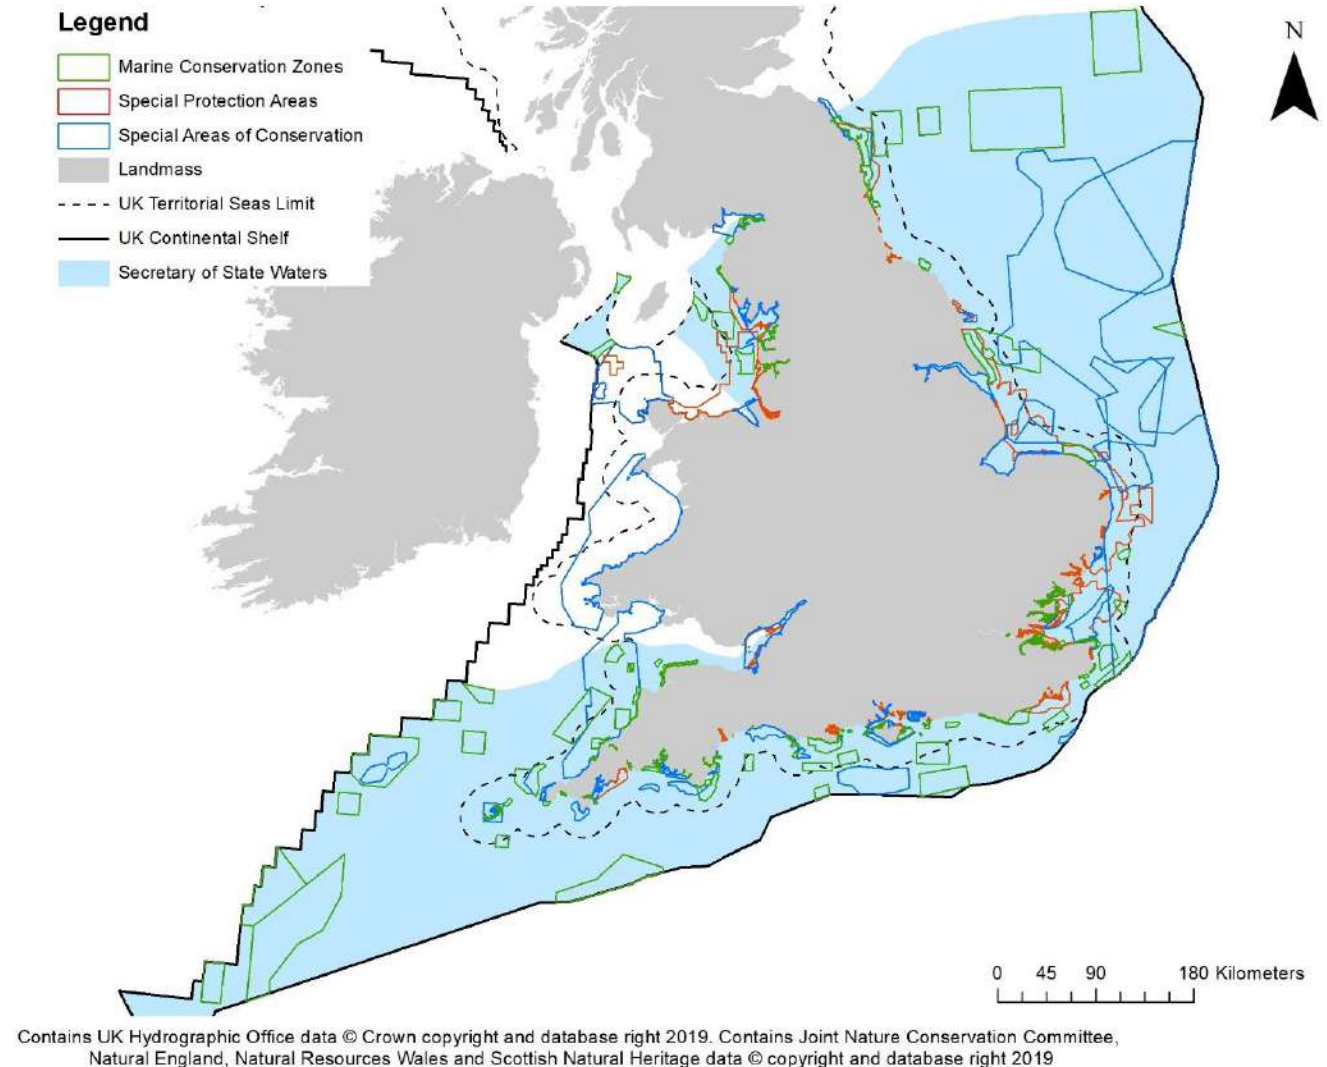 Legend
Marine Conservation Zones
Special Protection Areas
Special Areas of Conservation
Landmass
UK Territorial Seas Limit
UK Continental Shelf
Secretary of State Waters
N
0 45 90 180 Kilometers
Contains UK Hydrographic Office data © Crown copyright and database right 2019. Contains Joint Nature Conservation Committee,
Natural England, Natural Resources Wales and Scottish Natural Heritage data © copyright and database right 2019